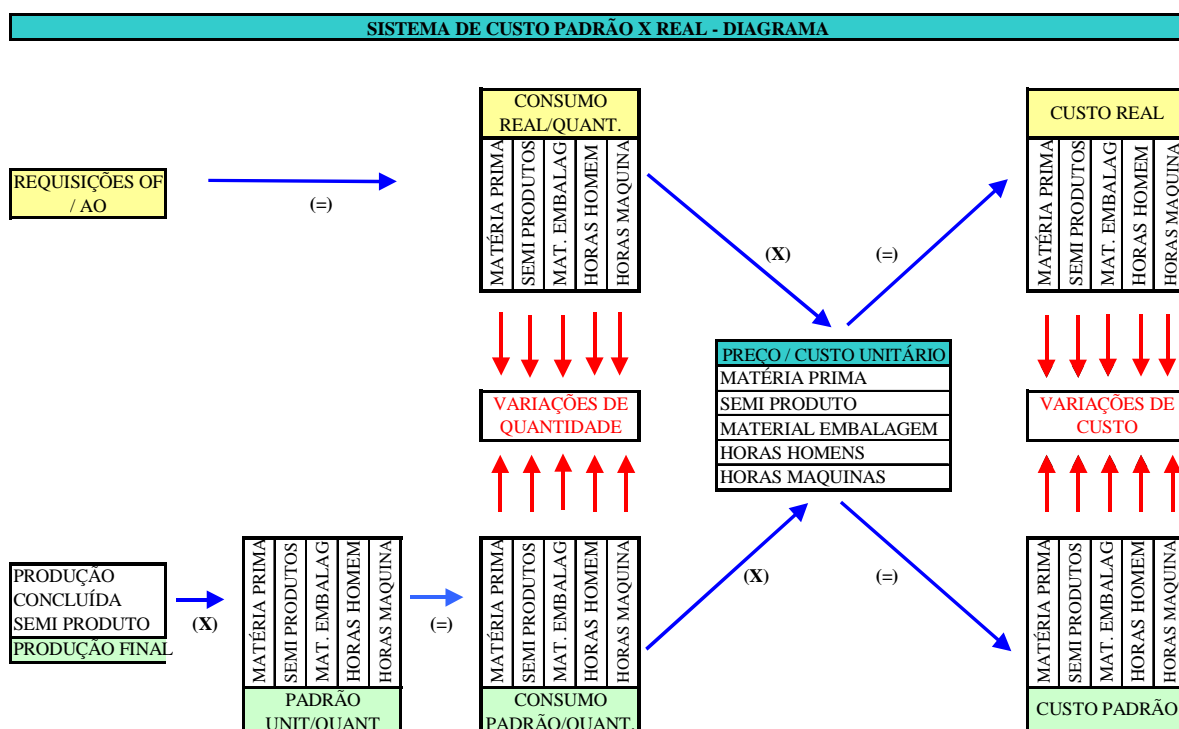 SISTEMA DE CUSTO PADRÃO X REAL - DIAGRAMA
CONSUMO
REAL/QUANT.
MATÉRIA PRIMA
SEMI PRODUTOS
MAT. EMBALAG
HORAS HOMEM
HORAS MAQUINA
CUSTO REAL
MATÉRIA PRIMA
SEMI PRODUTOS
MAT. EMBALAG
HORAS HOMEM
HORAS MAQUINA
REQUISIÇÕES OF
/ AO
(=)
(X)
(=)
PREÇO / CUSTO UNITÁRIO
MATÉRIA PRIMA
SEMI PRODUTO
MATERIAL EMBALAGEM
HORAS HOMENS
HORAS MAQUINAS
VARIAÇÕES DE
QUANTIDADE
VARIAÇÕES DE
CUSTO
PRODUÇÃO
CONCLUÍDA
SEMI PRODUTO
PRODUÇÃO FINAL
(X)
MATÉRIA PRIMA
SEMI PRODUTOS
MAT. EMBALAG
HORAS HOMEM
HORAS MAQUINA
PADRÃO
UNIT/QUANT
(=)
MATÉRIA PRIMA
SEMI PRODUTOS
MAT. EMBALAG
HORAS HOMEM
HORAS MAQUINA
CONSUMO
PADRÃO/QUANT.
(X)
(=)
MATÉRIA PRIMA
SEMI PRODUTOS
MAT. EMBALAG
HORAS HOMEM
HORAS MAQUINA
CUSTO PADRÃO